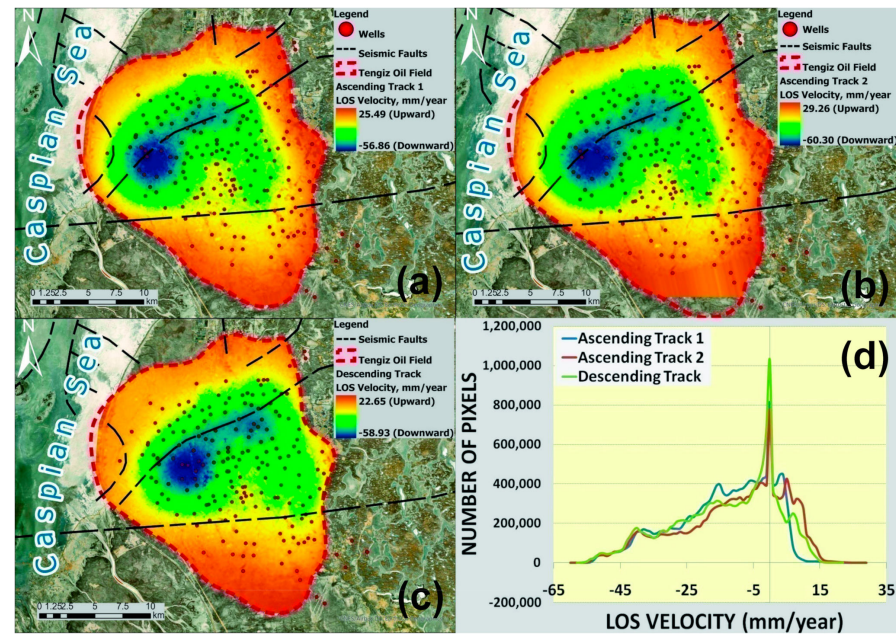 N
Caspian Sea
Legend
Wells
Seismic Faults
Tengiz Oil Field
Ascending Track 1
LOS Velocity, mm/year
25.49 (Upward)
-56.86 (Downward)
0 1.25 2.5 5 7.5 10
km
(a)
N
Caspian Sea
Legend
Wells
Seismic Faults
Tengiz Oil Field
Ascending Track 2
LOS Velocity, mm/year
29.26 (Upward)
-60.30 (Downward)
0 1.25 2.5 5 7.5 10
km
(b)
N
Caspian Sea
Legend
Seismic Faults
Tengiz Oil Field
Descending Track
LOS Velocity, mm/year
22.65 (Upward)
-58.93 (Downward)
0 1.25 2.5 5 7.5 10
km
(c)
NUMBER OF PIXELS
1,200,000
1,000,000
800,000
600,000
400,000
200,000
0
-200,000
Ascending Track 1
Ascending Track 2
Descending Track
(d)
-65 -45 -25 -5 15 35
LOS VELOCITY (mm/year)